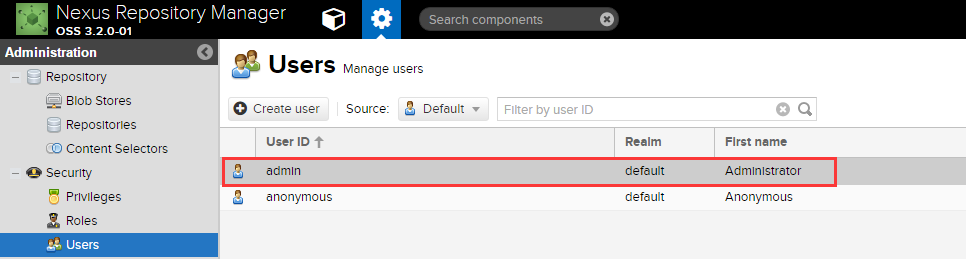 Nexus Repository Manager
OSS 3.2.0-01
Search components
Administration
Repository
Blob Stores
Repositories
Content Selectors
Security
Privileges
Roles
Users
Users Manage users
Create user Source: Default Filter by user ID
User ID Realm First name
admin default Administrator
anonymous default Anonymous